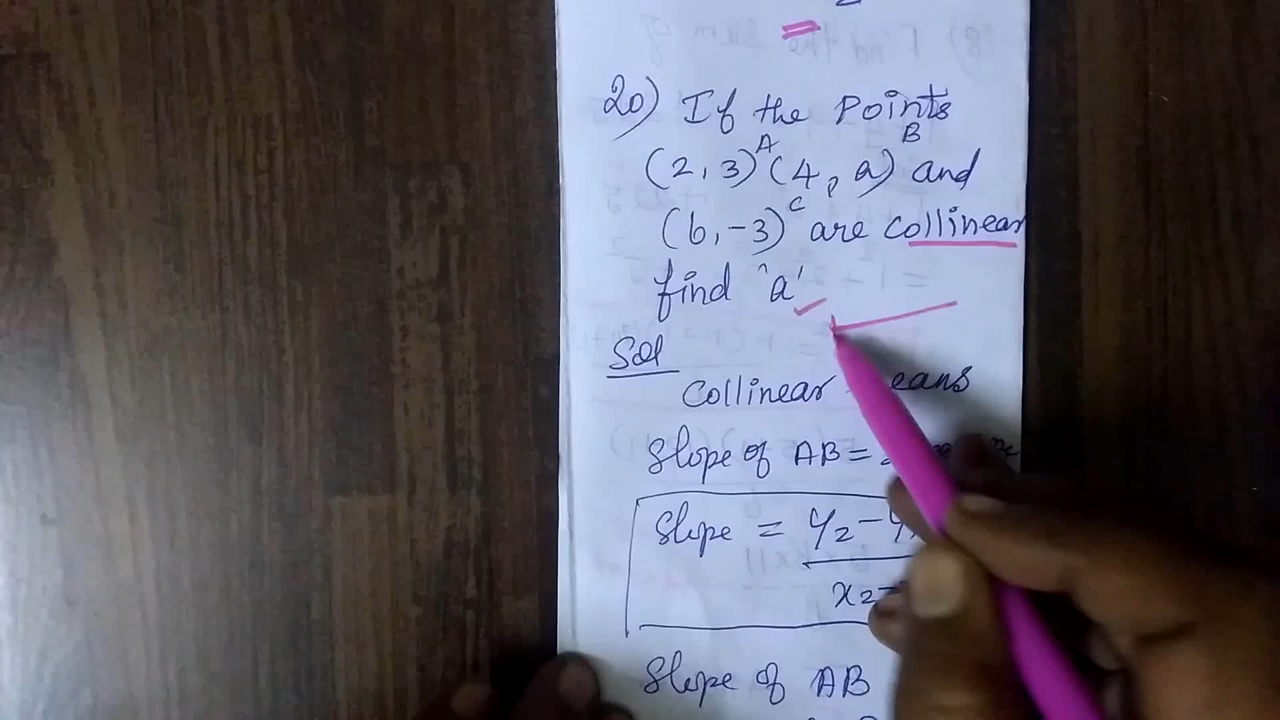 20) If the Points
A B
(2, 3) (4, a) and
C
(6, -3) are collinear
find 'a'
Sol
Collinear
Slope of AB =
Slope = y2 -
x2 -
Slope of AB